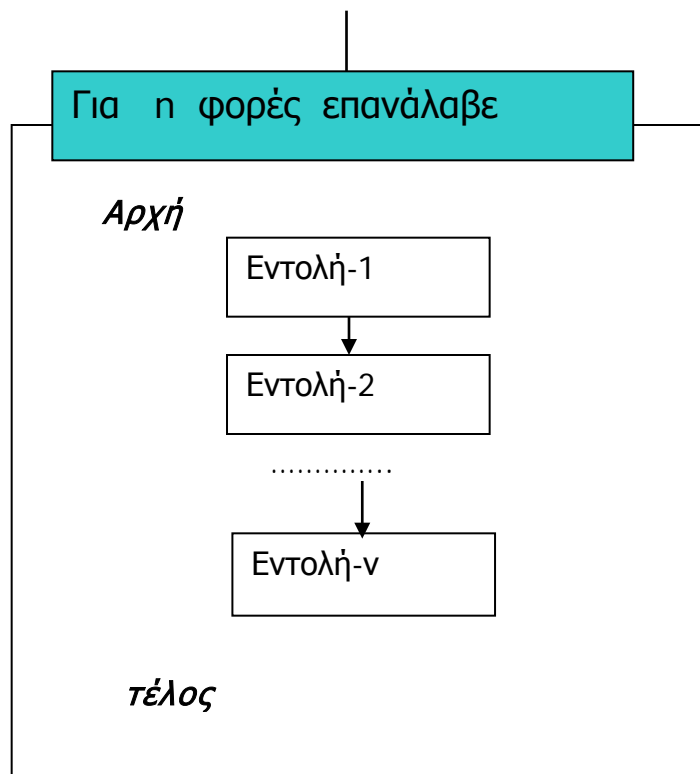 Για n φορές επανάλαβε
Αρχή
Εντολή-1
Εντολή-2
..............
Εντολή-ν
τέλος